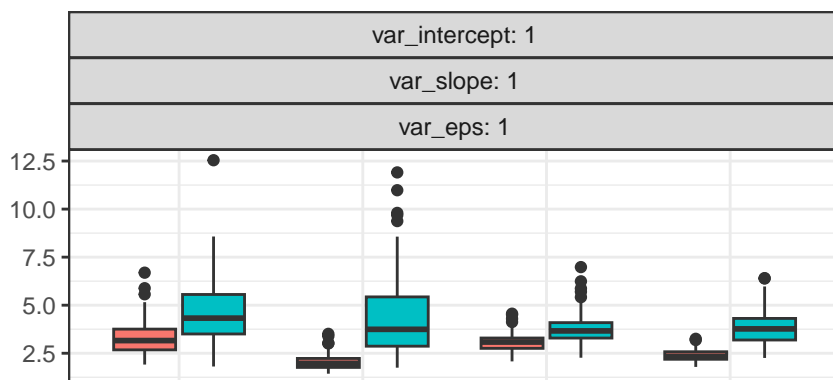 var_intercept: 1
var_slope: 1
var_eps: 1
12.5
10.0
7.5
5.0
2.5